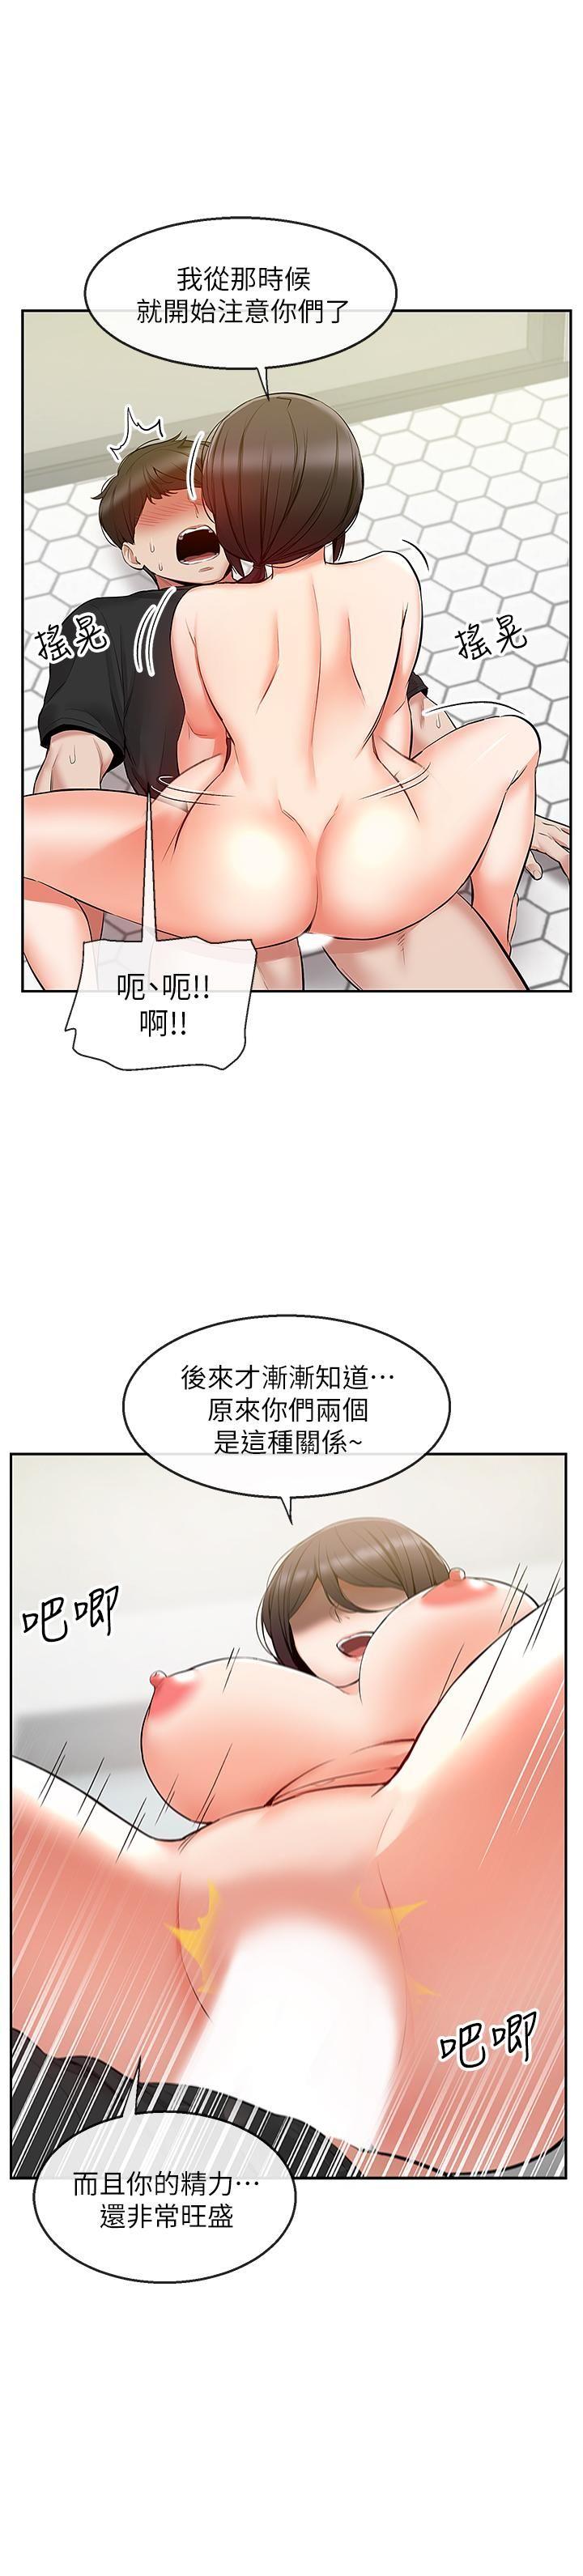 我從那時候
就開始注意你們了
搖晃
搖晃
呃、呃!!
啊!!
後來才漸漸知道…
原來你們兩個
是這種關係~
吧唧
吧唧
而且你的精力…
還非常旺盛